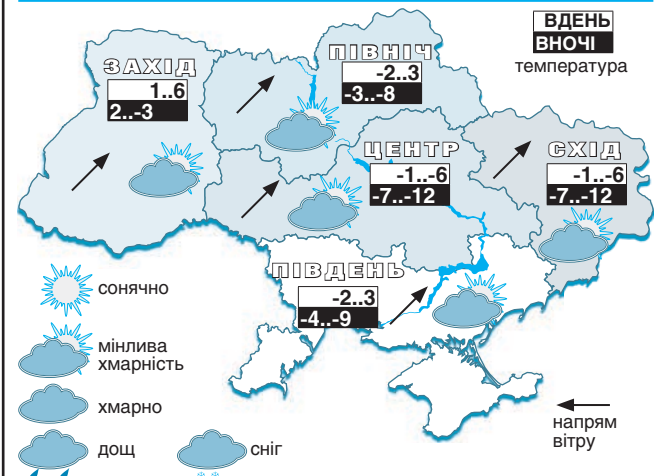 ВДЕНЬ
ВНОЧІ
температура
ЗАХІД
1..6
2..-3
ПІВНІЧ
-2..3
-3..-8
ЦЕНТР
-1..-6
-7..-12
СХІД
-1..-6
-7..-12
ПІВДЕНЬ
-2..3
-4..-9
сонячно
мінлива
хмарність
хмарно
дощ
сніг
напрям
вітру